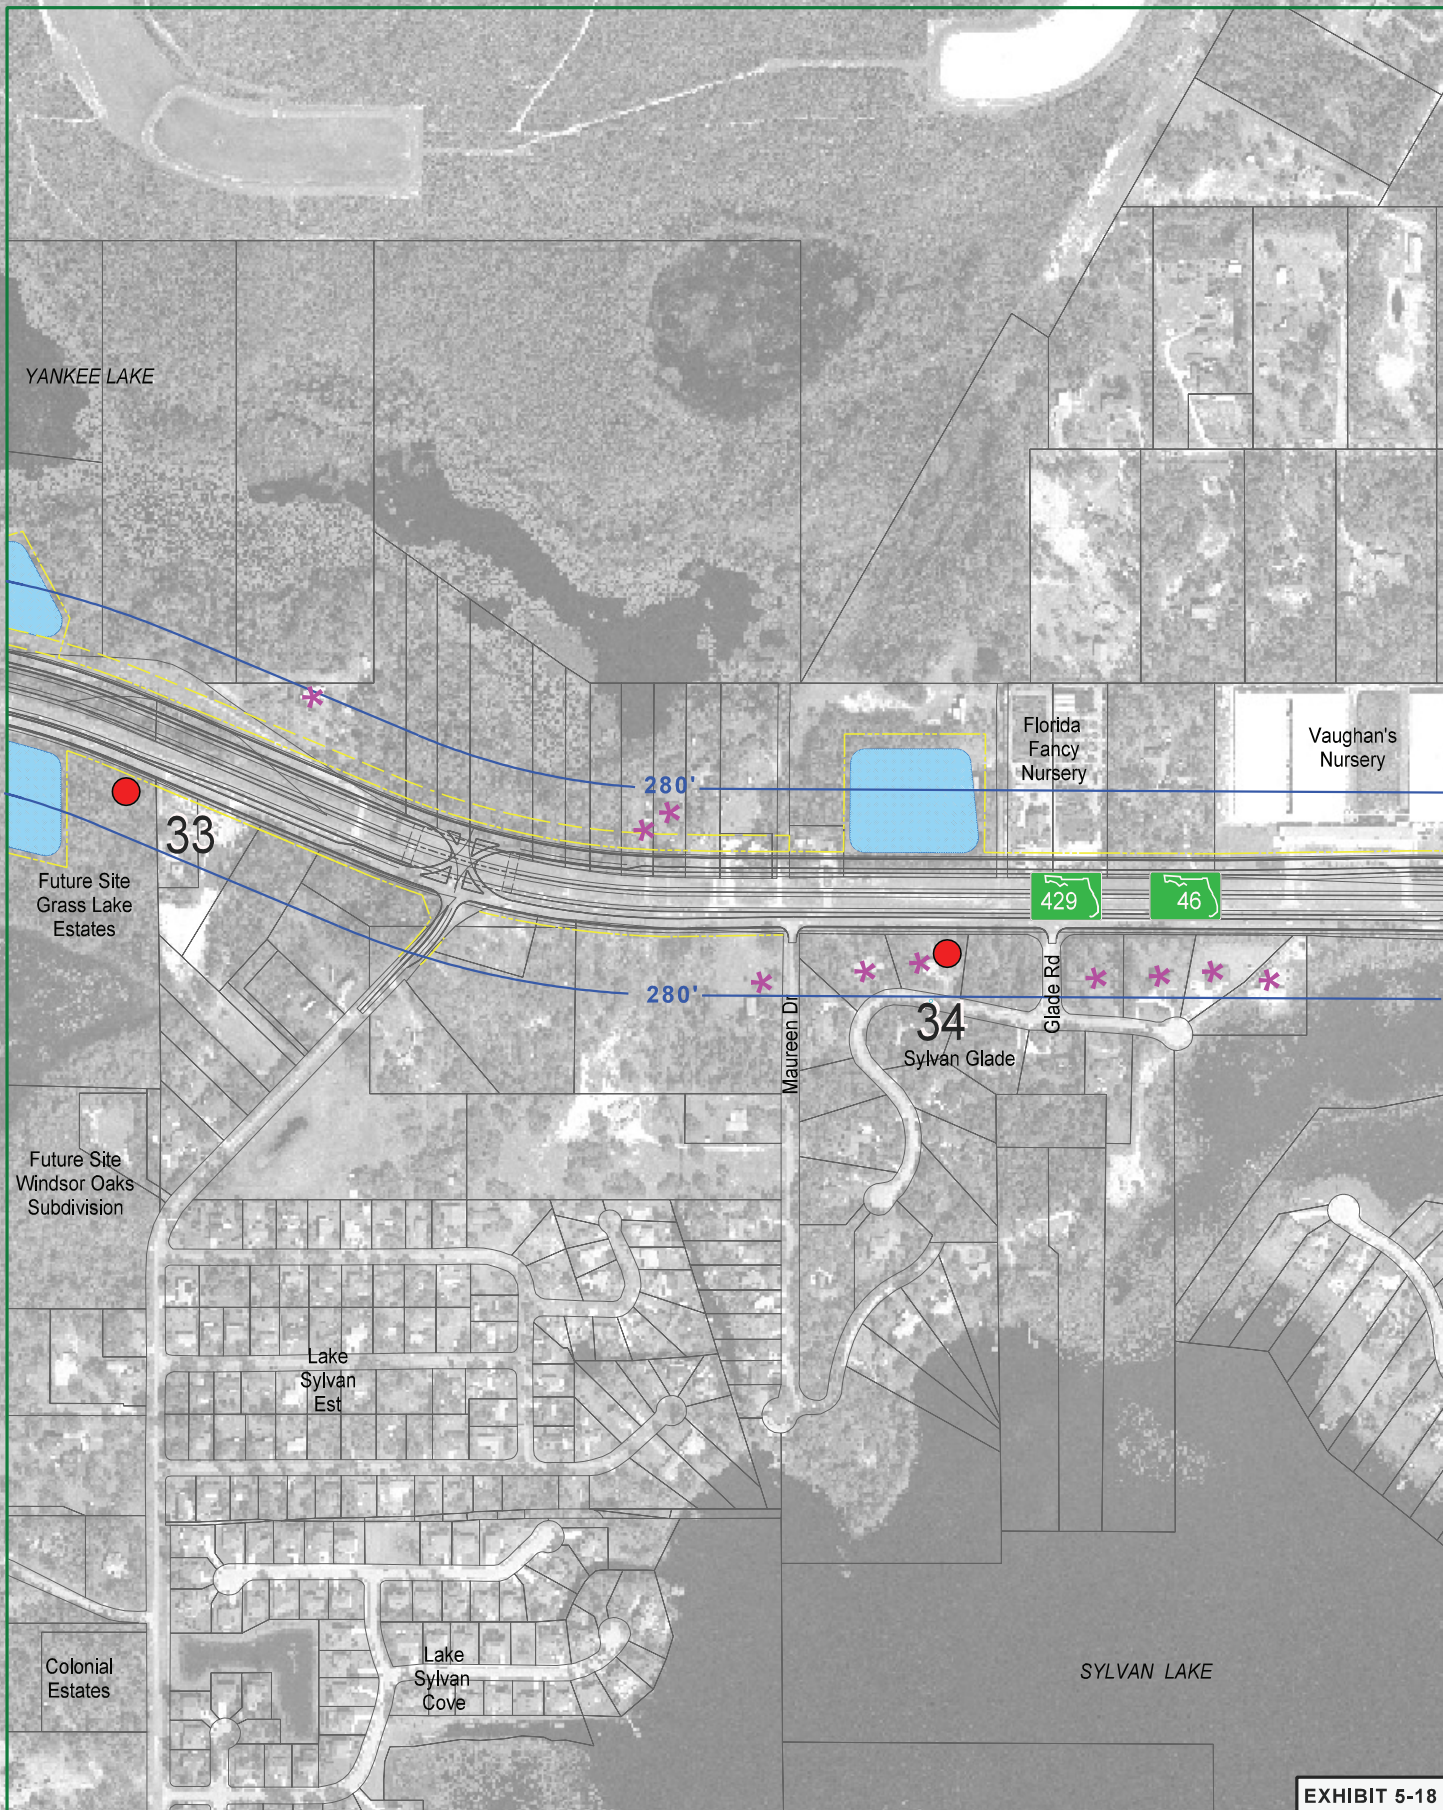 YANKEE LAKE
Florida
Fancy
Nursery
Vaughan's
Nursery
280'
33
Future Site
Grass Lake
Estates
429
46
280'
Maureen Dr
Glade Rd
34
Sylvan Glade
Future Site
Windsor Oaks
Subdivision
Lake
Sylvan
Est
Colonial
Estates
Lake
Sylvan
Cove
SYLVAN LAKE
EXHIBIT 5-18